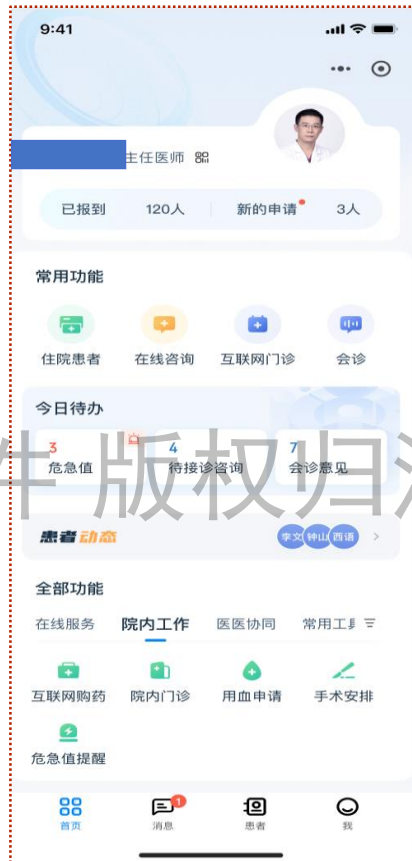 9:41
主任医师
已报到 120人 新的申请 3人
常用功能
住院患者 在线咨询 互联网门诊 会诊
今日待办
3 4 7
危急值 待接诊咨询 会诊意见
件 版权归
患者动态 李文 钟山 西语
全部功能
在线服务 院内工作 医医协同 常用工具
互联网购药 院内门诊 用血申请 手术安排
危急值提醒
1
首页 消息 患者 我